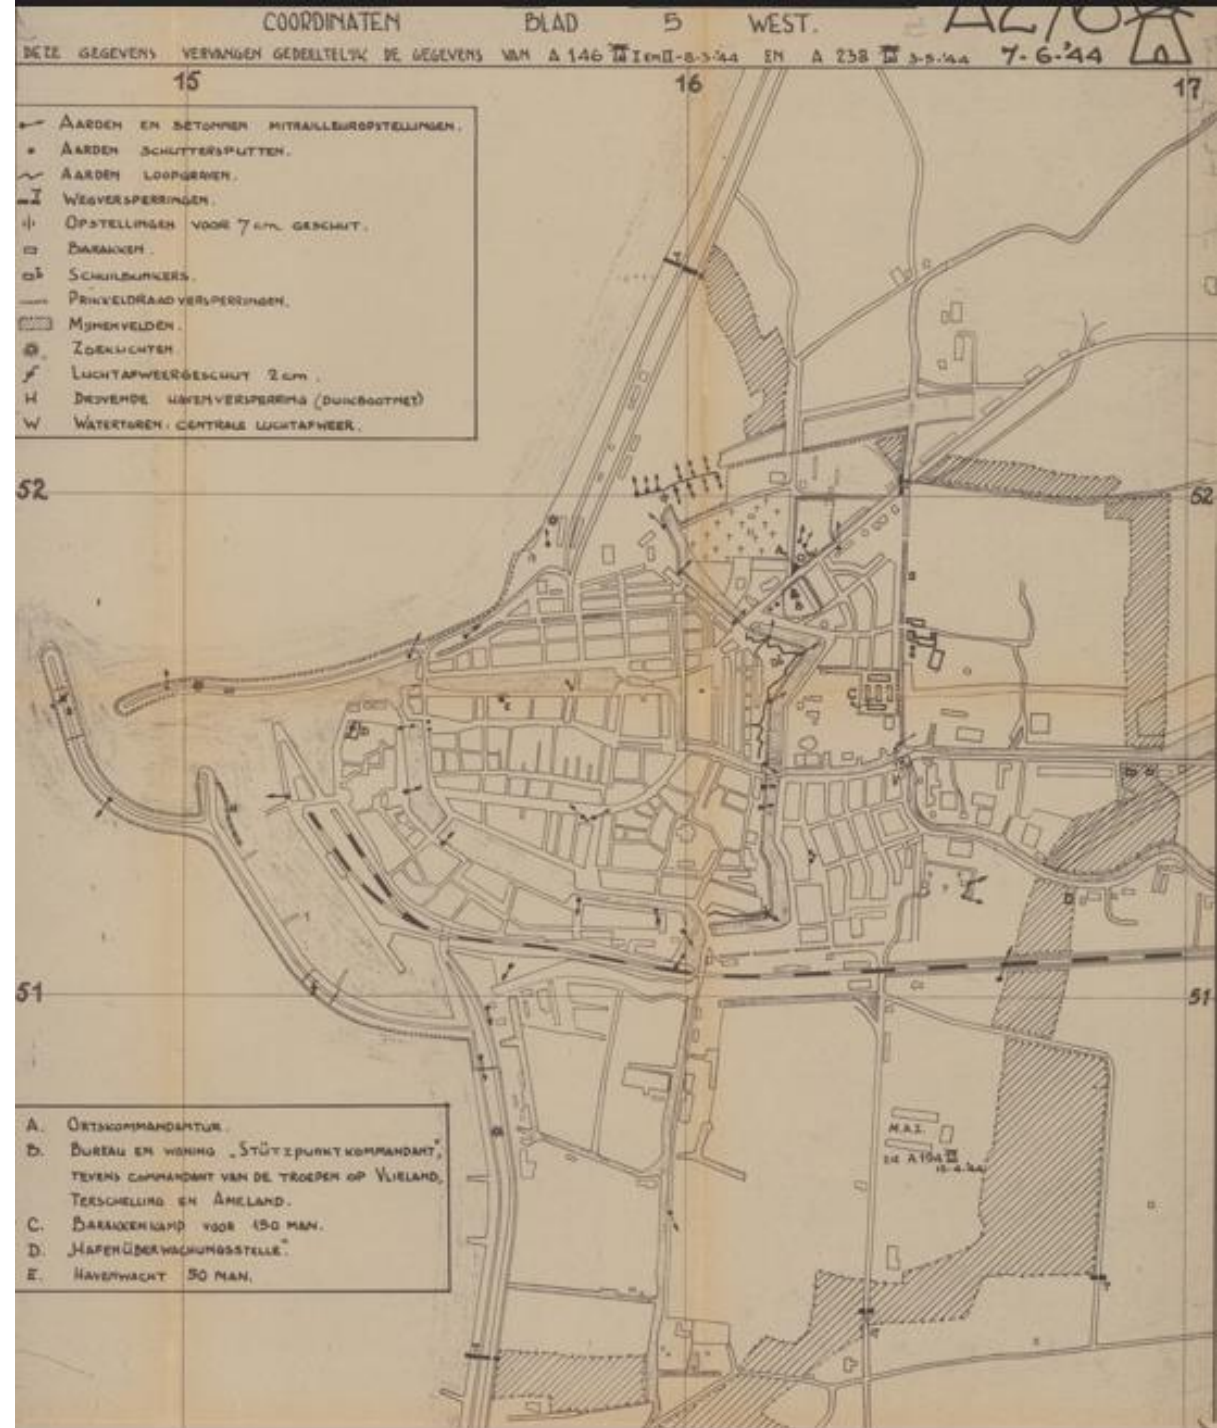 COORDINATEN BLAD 5 WEST.
DEZE GEGEVENS VERVANGEN GEDEELTELIJK DE GEGEVENS VAN A 146 III I en II-8-3-'44 EN A 238 III 3-5-'44 7-6-'44
15 16 17
AARDEN EN BETONNEN MITRAILLEUROPSTELLINGEN.
AARDEN SCHUTTERSPUTTEN.
AARDEN LOOPGRAVEN.
WEGVERSPERRINGEN.
OPSTELLINGEN VOOR 7 cm. GESCHUT.
BARAKKEN.
SCHUILBUNKERS.
PRIKKELDRAADVERSPERRINGEN.
MIJNENVELDEN.
ZOEKLICHTEN
LUCHTAFWEERGESCHUT 2 cm.
H DRIJVENDE HAVENVERSPERRING (DUIKBOOTNET)
W WATERTOREN. CENTRALE LUCHTAFWEER.
52 52
51 51
A. ORTSKOMMANDANTUR.
B. BUREAU EN WONING „STÜTZPUNKTKOMMANDANT",
TEVENS COMMANDANT VAN DE TROEPEN OP VLIELAND,
TERSCHELLING EN AMELAND.
C. BARAKKENKAMP VOOR 150 MAN.
D. „HAFENÜBERWACHUNGSSTELLE".
E. HAVENWACHT 50 MAN.
ZIE A 194 III